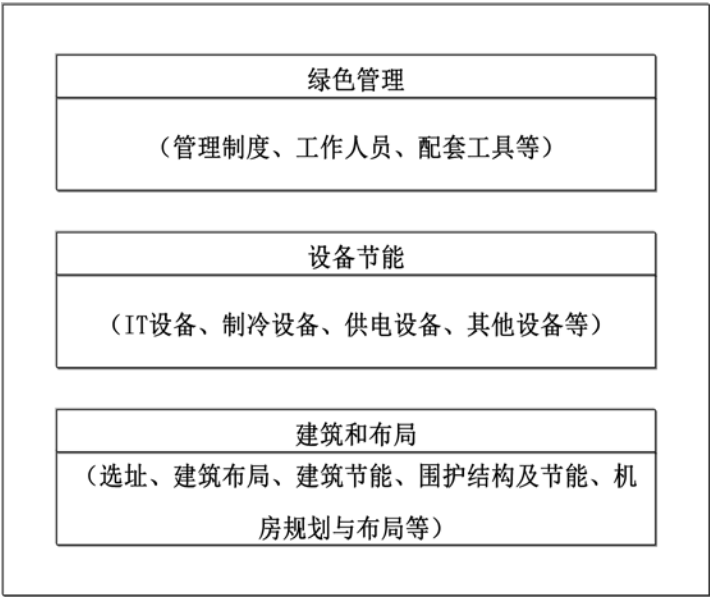 绿色管理
（管理制度、工作人员、配套工具等）
设备节能
（IT设备、制冷设备、供电设备、其他设备等）
建筑和布局
（选址、建筑布局、建筑节能、围护结构及节能、机
房规划与布局等）